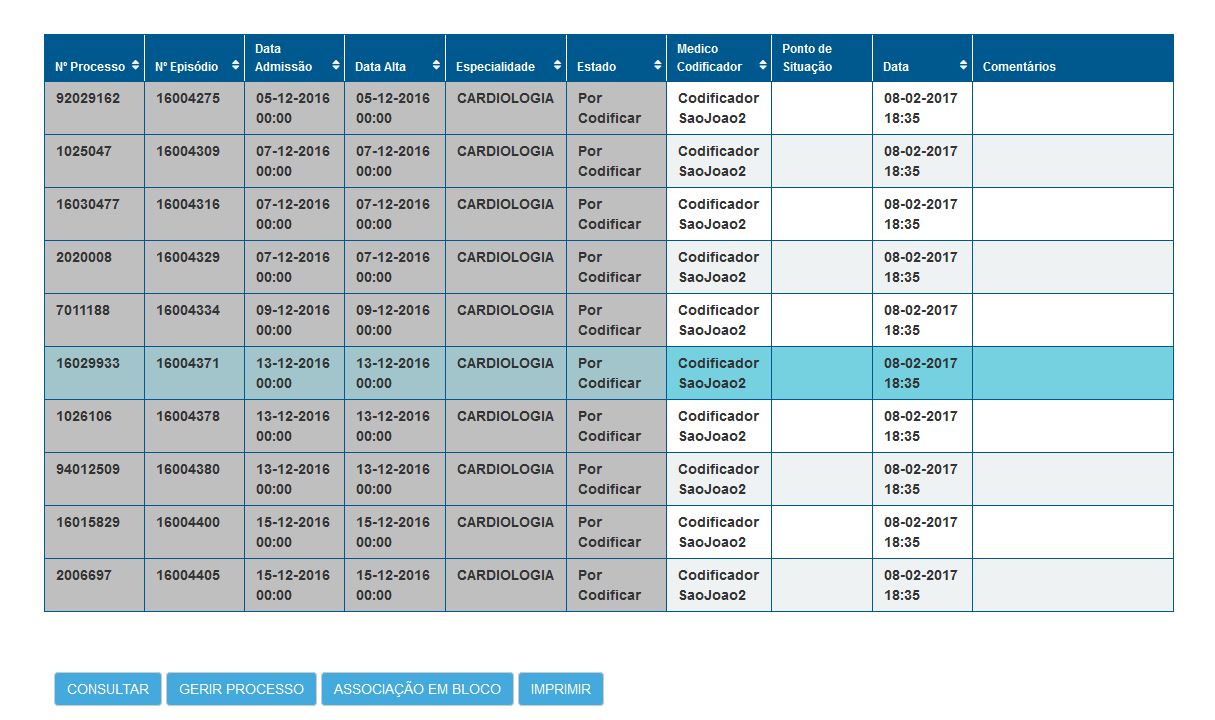 Nº Processo Nº Episódio Data Admissão Data Alta Especialidade Estado Medico Codificador Ponto de Situação Data Comentários
92029162 16004275 05-12-2016 00:00 05-12-2016 00:00 CARDIOLOGIA Por Codificar Codificador SaoJoao2 08-02-2017 18:35
1025047 16004309 07-12-2016 00:00 07-12-2016 00:00 CARDIOLOGIA Por Codificar Codificador SaoJoao2 08-02-2017 18:35
16030477 16004316 07-12-2016 00:00 07-12-2016 00:00 CARDIOLOGIA Por Codificar Codificador SaoJoao2 08-02-2017 18:35
2020008 16004329 07-12-2016 00:00 07-12-2016 00:00 CARDIOLOGIA Por Codificar Codificador SaoJoao2 08-02-2017 18:35
7011188 16004334 09-12-2016 00:00 09-12-2016 00:00 CARDIOLOGIA Por Codificar Codificador SaoJoao2 08-02-2017 18:35
16029933 16004371 13-12-2016 00:00 13-12-2016 00:00 CARDIOLOGIA Por Codificar Codificador SaoJoao2 08-02-2017 18:35
1026106 16004378 13-12-2016 00:00 13-12-2016 00:00 CARDIOLOGIA Por Codificar Codificador SaoJoao2 08-02-2017 18:35
94012509 16004380 13-12-2016 00:00 13-12-2016 00:00 CARDIOLOGIA Por Codificar Codificador SaoJoao2 08-02-2017 18:35
16015829 16004400 15-12-2016 00:00 15-12-2016 00:00 CARDIOLOGIA Por Codificar Codificador SaoJoao2 08-02-2017 18:35
2006697 16004405 15-12-2016 00:00 15-12-2016 00:00 CARDIOLOGIA Por Codificar Codificador SaoJoao2 08-02-2017 18:35
CONSULTAR GERIR PROCESSO ASSOCIAÇÃO EM BLOCO IMPRIMIR